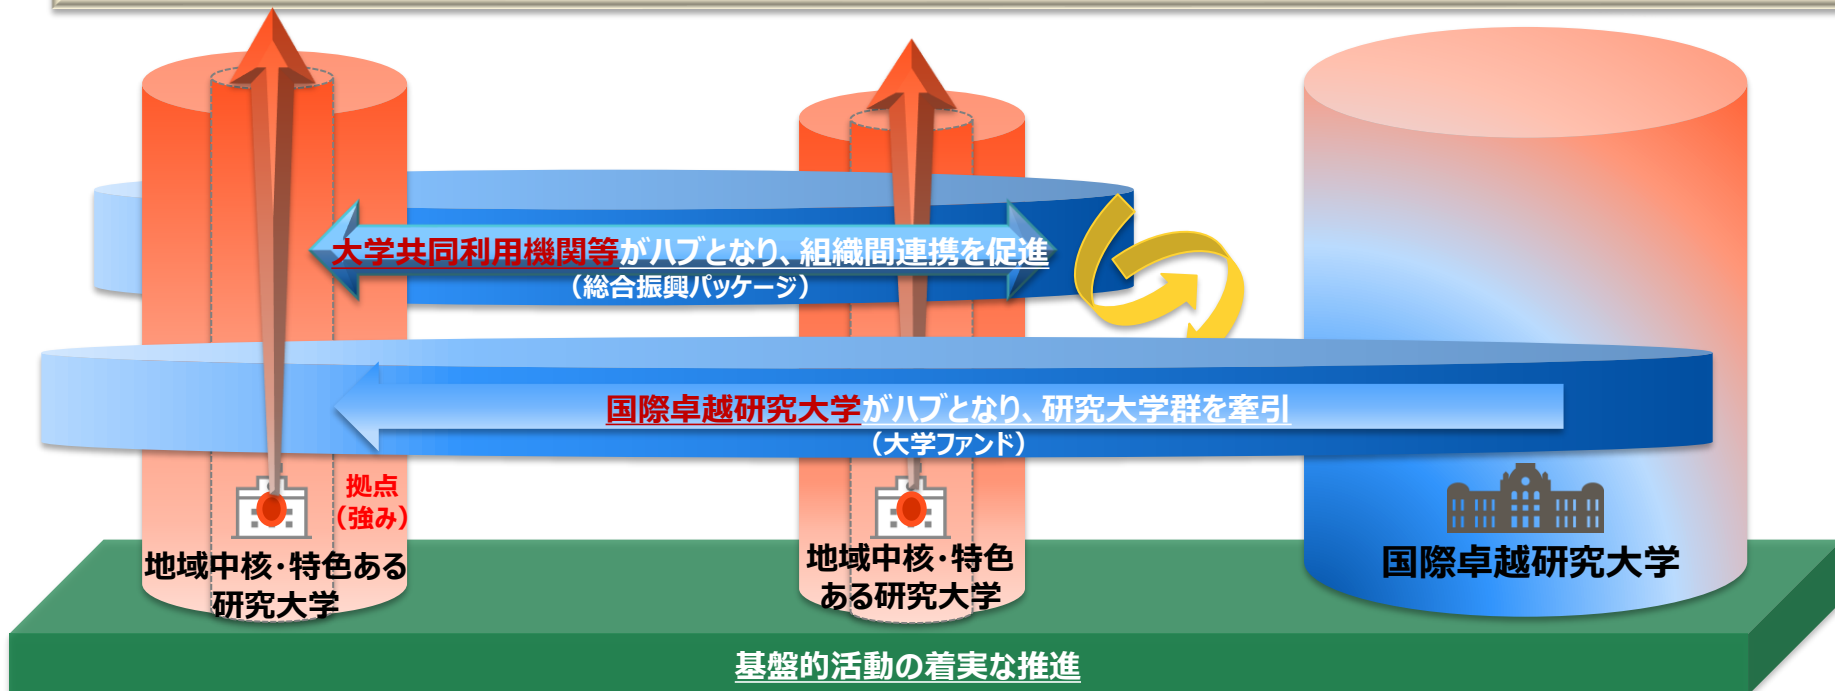 大学共同利用機関等がハブとなり、組織間連携を促進
（総合振興パッケージ）
国際卓越研究大学がハブとなり、研究大学群を牽引
（大学ファンド）
拠点
（強み）
地域中核・特色ある
研究大学
地域中核・特色
ある研究大学
国際卓越研究大学
基盤的活動の着実な推進